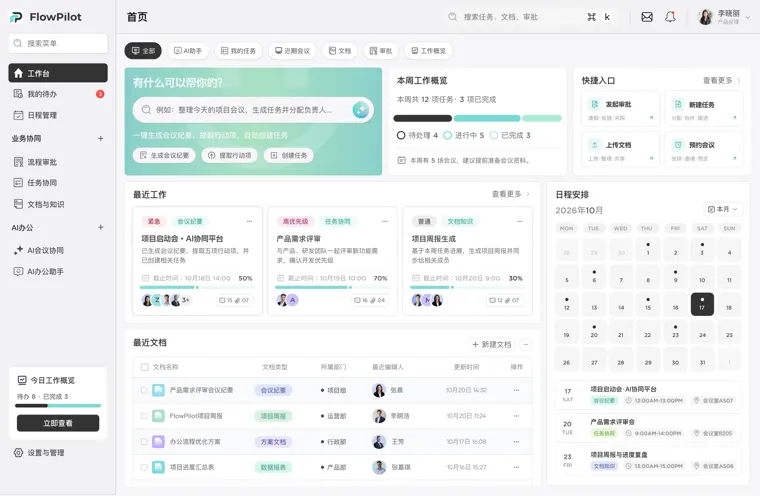 FlowPilot
搜索菜单
工作台
我的待办
3
日程管理
业务协同
流程审批
任务协同
文档与知识
AI办公
AI会议协同
AI办公助手
今日工作概览
待办 8 · 已完成 3
立即查看
设置与管理
首页
搜索任务、文档、审批
⌘ k
李晓丽
产品经理
全部
AI助手
我的任务
近期会议
文档
审批
工作概览
有什么可以帮你的?
例如：整理今天的项目会议，生成任务并分配负责人...
一键生成会议纪要，提取行动项，自动创建任务
生成会议纪要
提取行动项
创建任务
本周工作概览
本周共 12 项任务 · 3 项已完成
待处理 4
进行中 5
已完成 3
本周有 5 场会议，建议提前准备会议资料。
快捷入口
查看更多
发起审批
新建任务
上传文档
上传·整理·共享
预约会议
最近工作
查看更多
紧急
会议纪要
项目启动会·AI协同平台
会议纪要已生成，提取五项行动项，并已创建相关任务
截止时间：10月18日 14:00
50%
Z
3+
15
07
高优先级
任务协同
产品需求评审
与产品、研发团队一起评审新功能需求，确认开发优先级
截止时间：10月19日 10:00
70%
A
16
04
普通
文档知识
项目周报生成
基于本周任务进展，生成项目周报并同步给相关成员
截止时间：10月20日 9:00
30%
N
12
07
最近文档
新建文档
文档名称
文档类型
所属部门
最近编辑人
更新时间
操作
产品需求评审会议纪要
会议纪要
项目组
张晨
10月20日 14:32
FlowPilot项目周报
项目周报
运营部
李明浩
10月20日 11:24
办公流程优化方案
方案文档
行政部
王芳
10月17日 16:08
项目进度汇总表
数据报表
产品部
张嘉琪
10月16日 15:27
日程安排
2026年10月
本月
MON TUE WED THU FRI SAT SUN
28 29 30 1 2 3 4
5 6 7 8 9 10 11
12 13 14 15 16 17 18
19 20 21 22 23 24 25
26 27 28 29 30 31 1
17
SAT
项目启动会·AI协同平台
会议纪要
12:00AM-13:00PM
会议室A507
20
TUE
产品需求评审会
任务协同
9:00AM-14:00PM
会议室B205
23
FRI
项目周报与进度复盘
文档知识
13:00AM-15:00PM
会议室A506